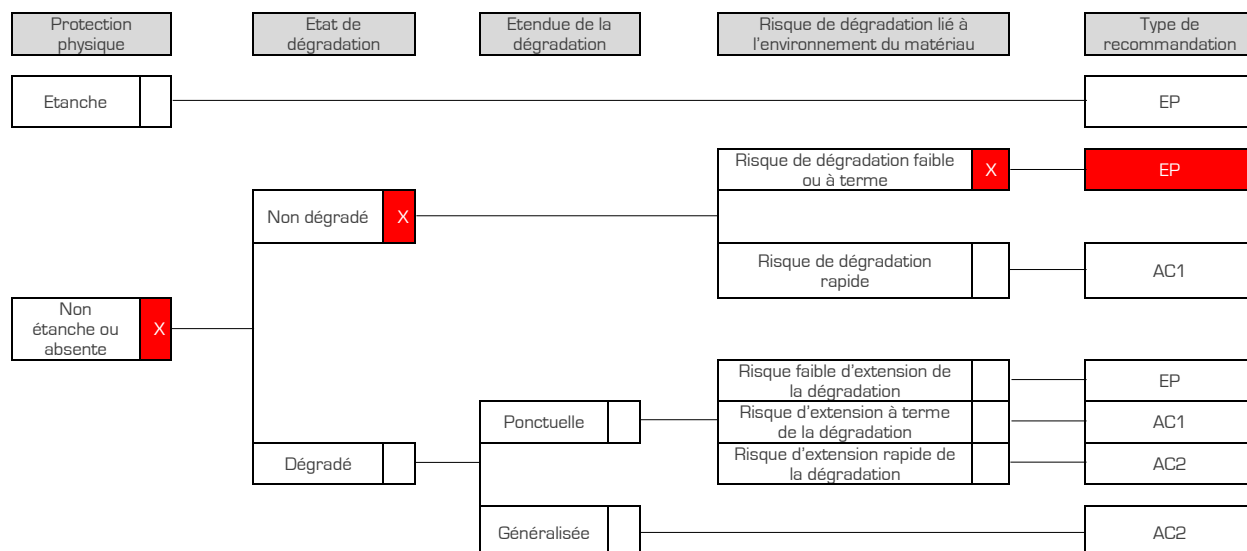 Protection
physique
Etat de
dégradation
Etendue de la
dégradation
Risque de dégradation lié à
l'environnement du matériau
Type de
recommandation
Etanche
EP
Risque de dégradation faible
ou à terme
X
EP
Non dégradé
X
Risque de dégradation
rapide
AC1
Non
étanche ou
absente
X
Risque faible d'extension de
la dégradation
EP
Ponctuelle
Risque d'extension à terme
de la dégradation
AC1
Dégradé
Risque d'extension rapide de
la dégradation
AC2
Généralisée
AC2